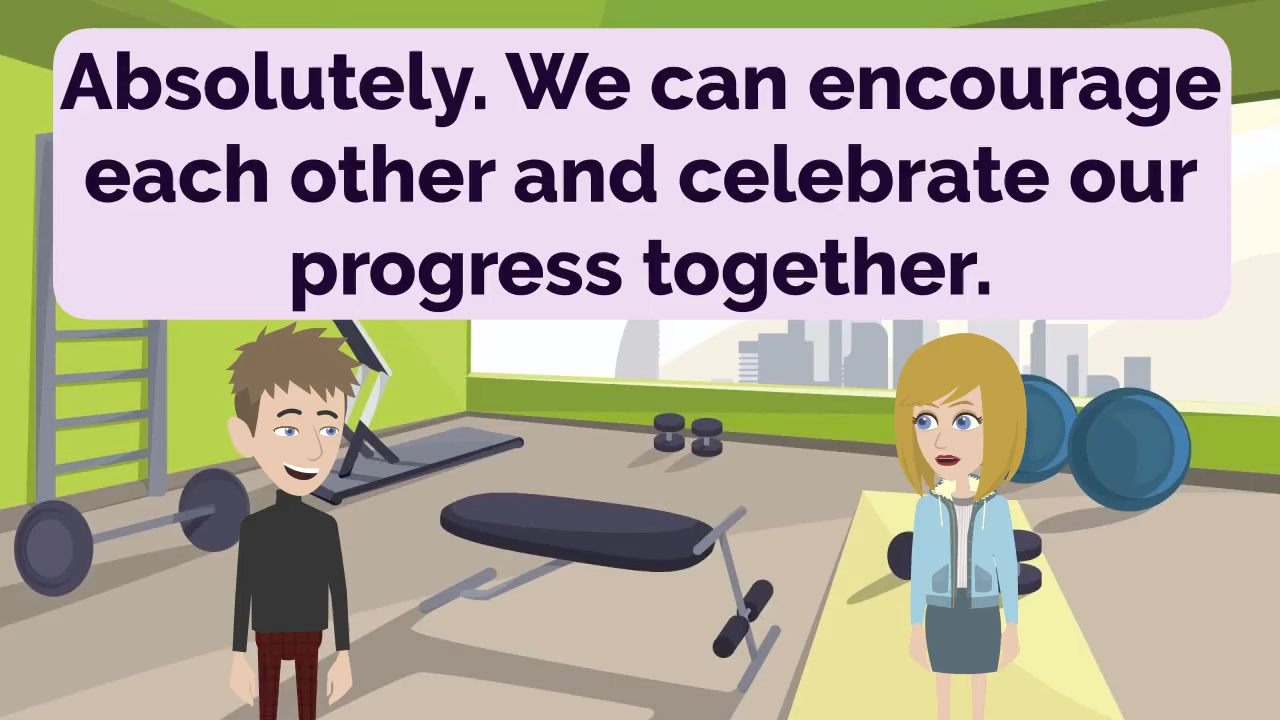 Absolutely. We can encourage
each other and celebrate our
progress together.